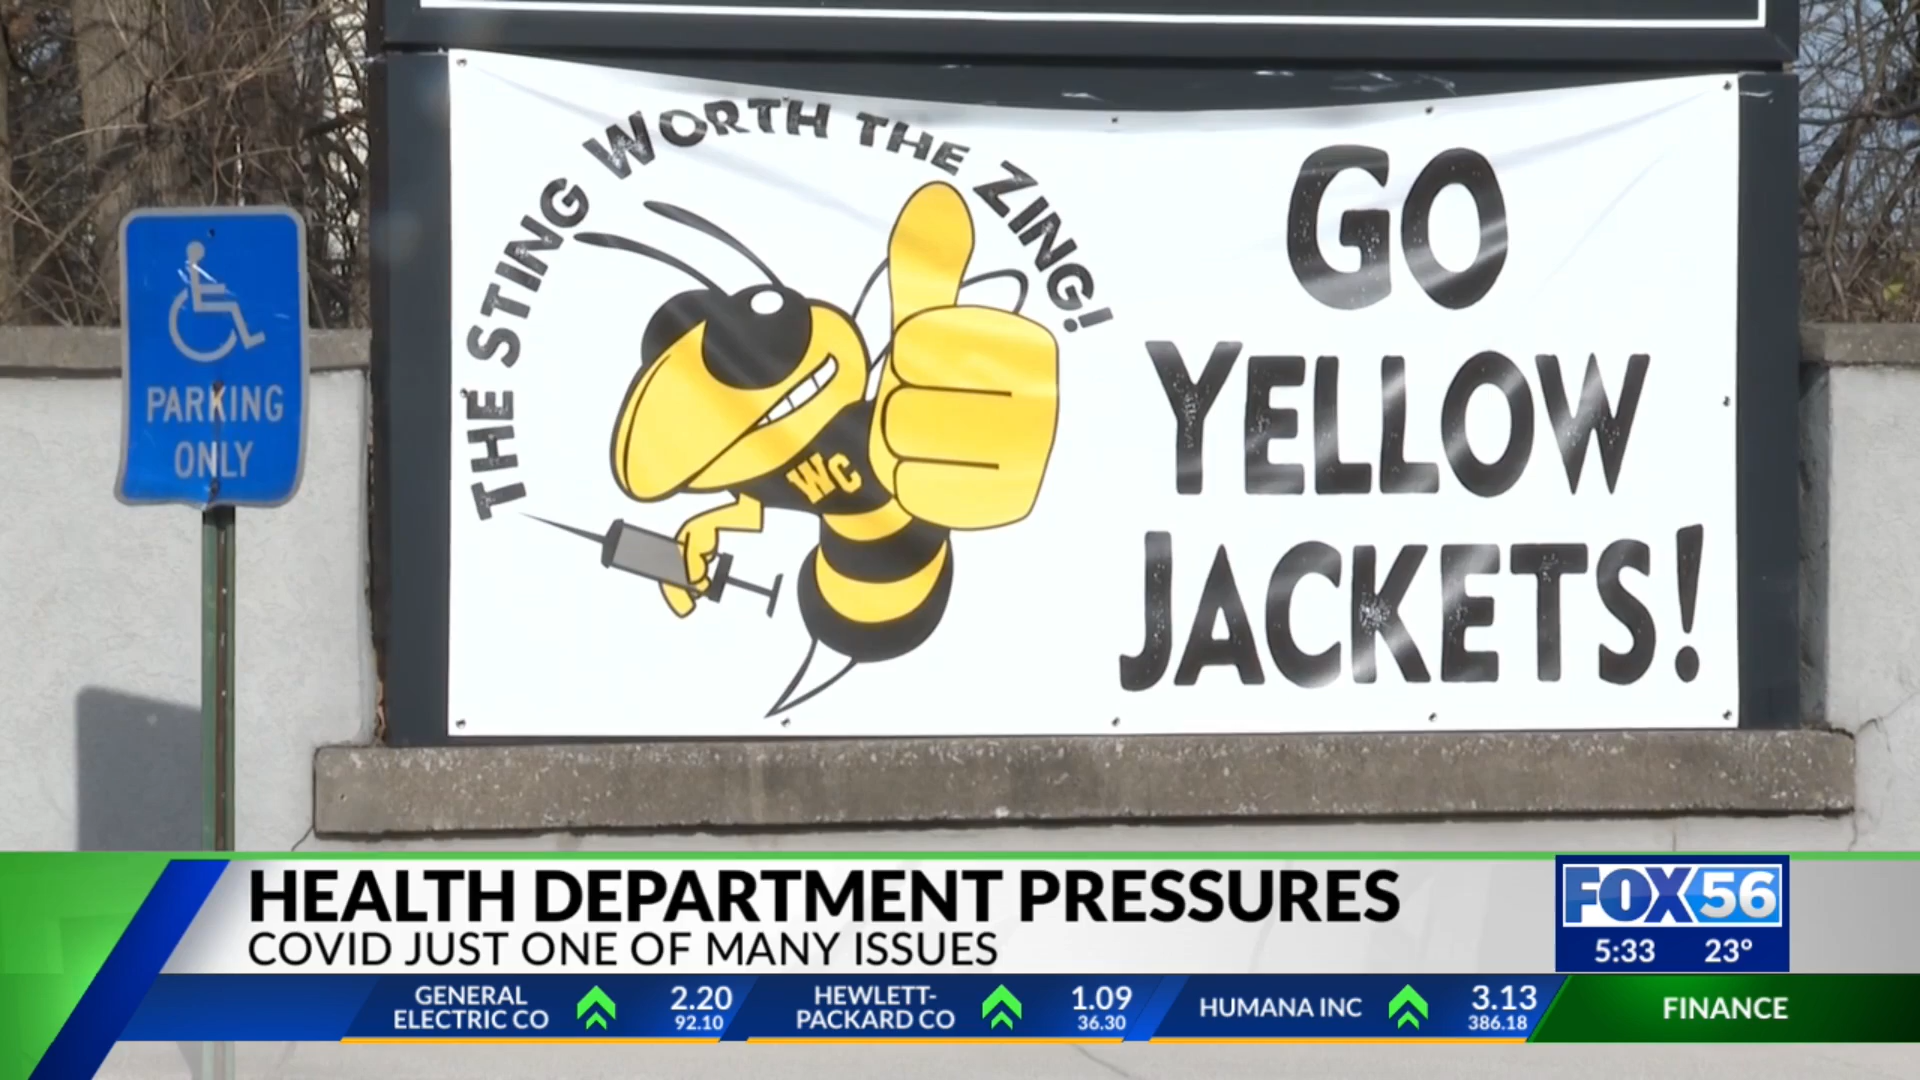 THE STING WORTH THE ZING!
GO
YELLOW
JACKETS!
WC
PARKING
ONLY
HEALTH DEPARTMENT PRESSURES
COVID JUST ONE OF MANY ISSUES
FOX 56
5:33 23°
GENERAL
ELECTRIC CO
2.20
92.10
HEWLETT-
PACKARD CO
1.09
36.30
HUMANA INC
3.13
386.18
FINANCE